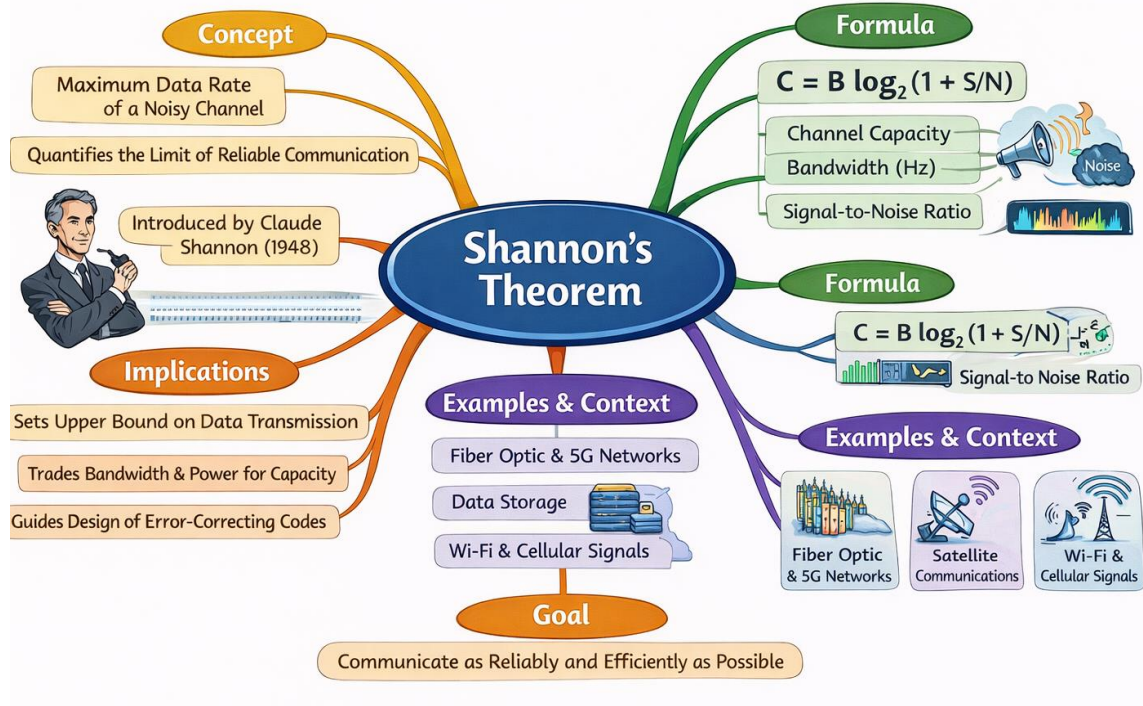 Concept
Maximum Data Rate
of a Noisy Channel
Quantifies the Limit of Reliable Communication
Introduced by Claude
Shannon (1948)
Implications
Sets Upper Bound on Data Transmission
Trades Bandwidth & Power for Capacity
Guides Design of Error-Correcting Codes
Shannon's
Theorem
Examples & Context
Fiber Optic & 5G Networks
Data Storage
Wi-Fi & Cellular Signals
Goal
Communicate as Reliably and Efficiently as Possible
Formula
C = B log₂ (1 + S/N)
Channel Capacity
Bandwidth (Hz)
Signal-to-Noise Ratio
Noise
Formula
C = B log₂ (1 + S/N)
Signal-to Noise Ratio
Examples & Context
Fiber Optic
& 5G Networks
Satellite
Communications
Wi-Fi &
Cellular Signals